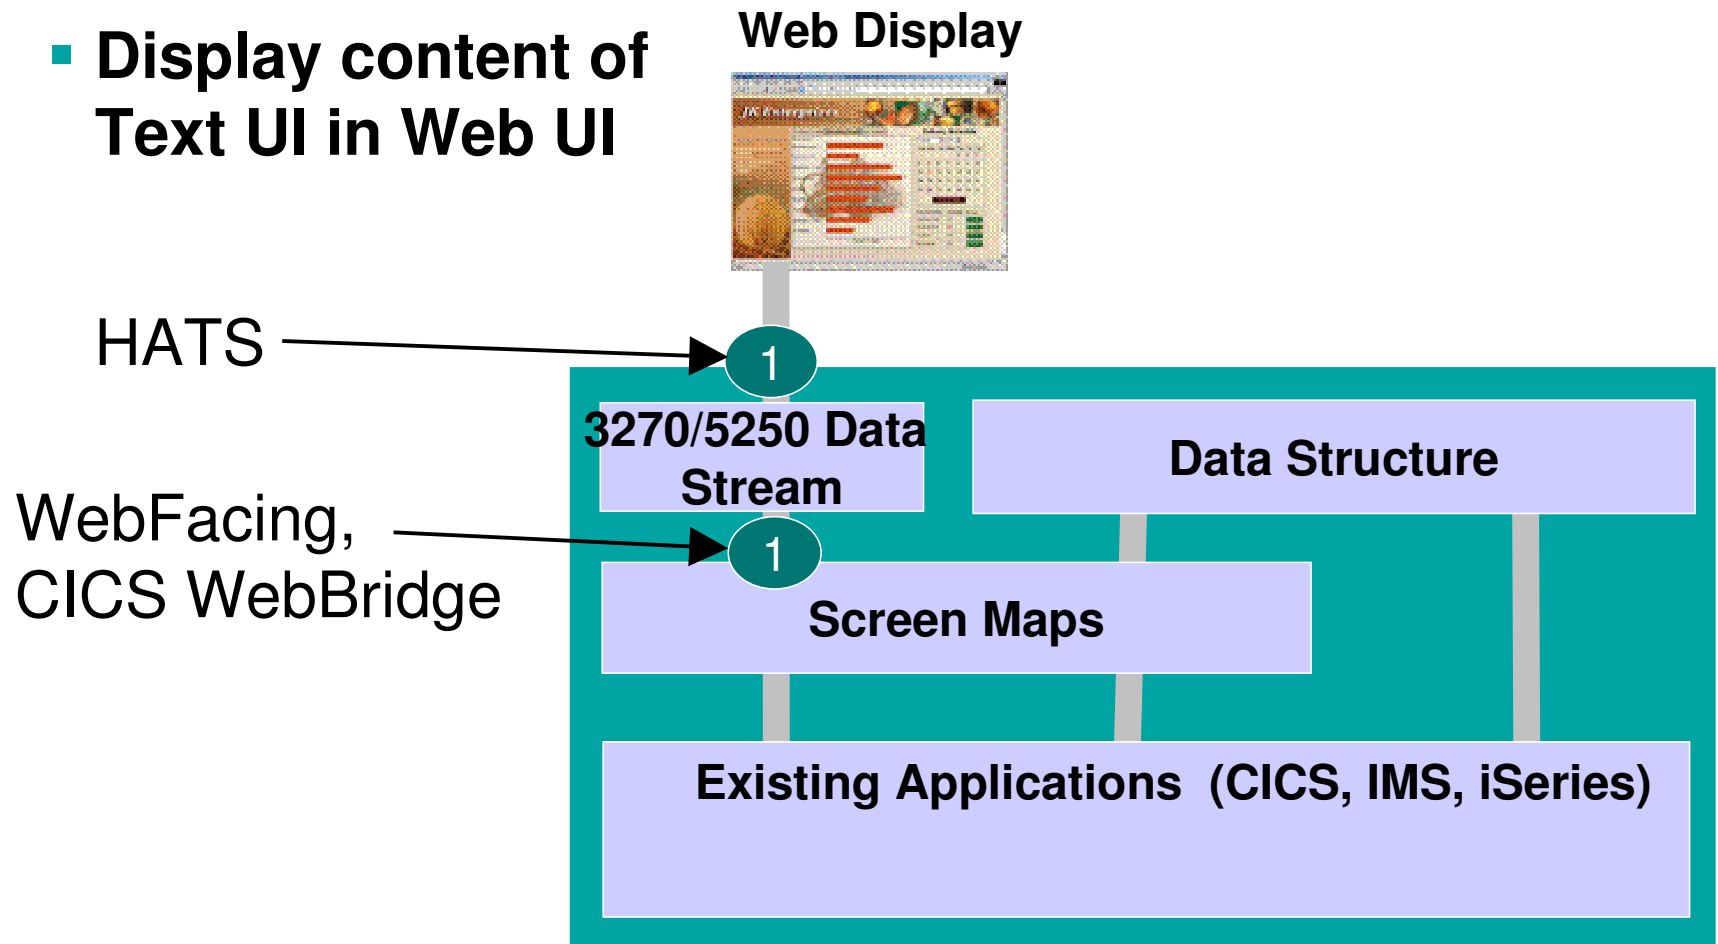 Display content of
Text UI in Web UI
Web Display
HATS
1
3270/5250 Data
Stream
Data Structure
WebFacing,
CICS WebBridge
1
Screen Maps
Existing Applications (CICS, IMS, iSeries)